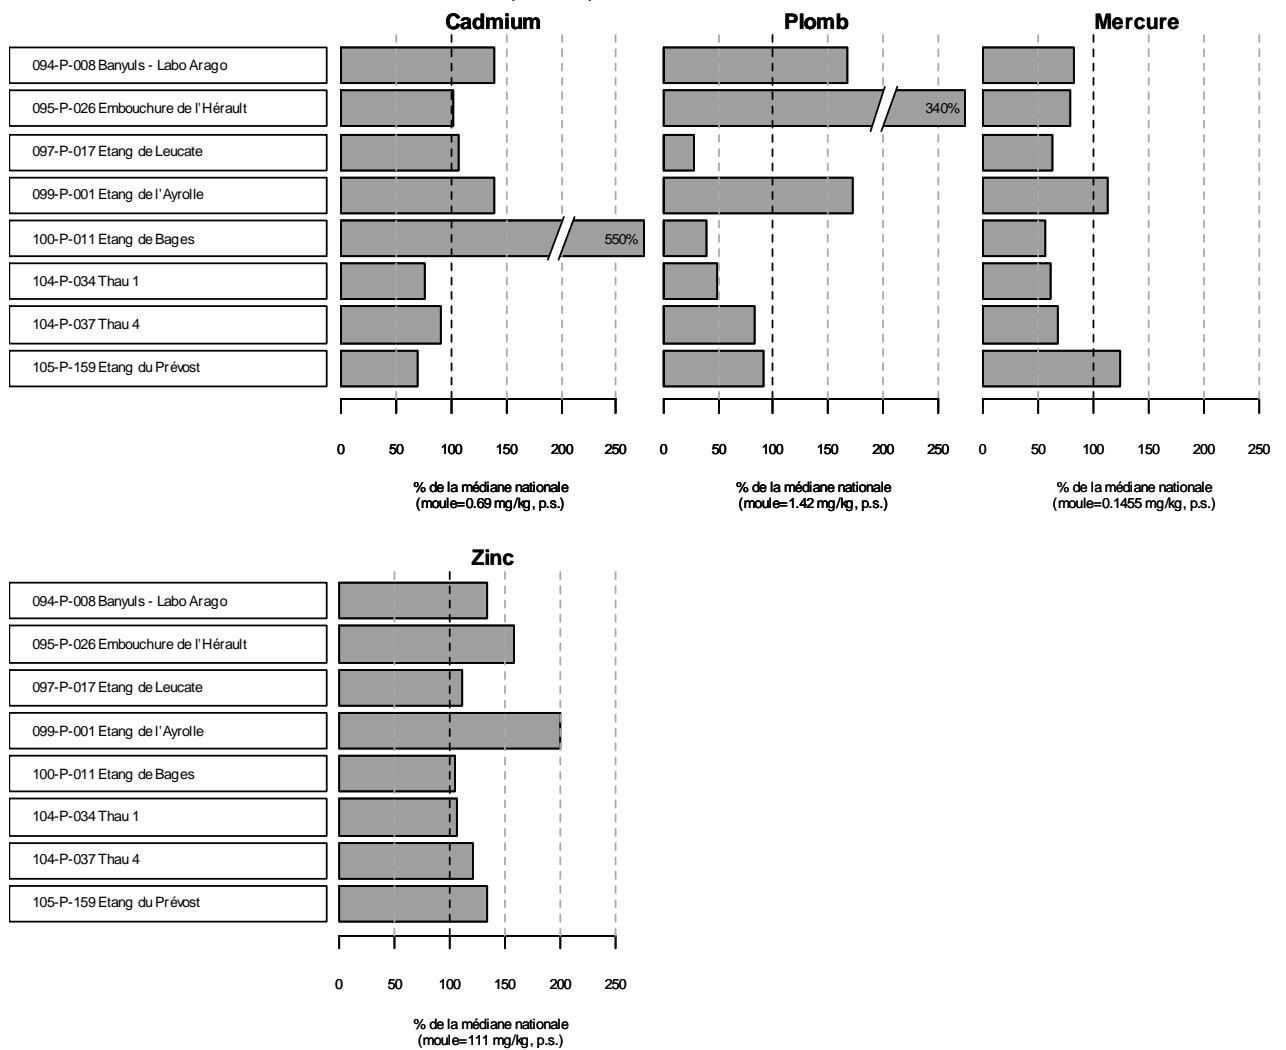 Cadmium
Plomb
Mercure
094-P-008 Banyuls - Labo Arago
095-P-026 Embouchure de l'Hérault
340%
097-P-017 Etang de Leucate
099-P-001 Etang de l'Ayrolle
100-P-011 Etang de Bages
550%
104-P-034 Thau 1
104-P-037 Thau 4
105-P-159 Etang du Prévost
0 50 100 150 200 250
0 50 100 150 200 250
0 50 100 150 200 250
% de la médiane nationale
(moule=0.69 mg/kg, p.s.)
% de la médiane nationale
(moule=1.42 mg/kg, p.s.)
% de la médiane nationale
(moule=0.1455 mg/kg, p.s.)
Zinc
094-P-008 Banyuls - Labo Arago
095-P-026 Embouchure de l'Hérault
097-P-017 Etang de Leucate
099-P-001 Etang de l'Ayrolle
100-P-011 Etang de Bages
104-P-034 Thau 1
104-P-037 Thau 4
105-P-159 Etang du Prévost
0 50 100 150 200 250
% de la médiane nationale
(moule=111 mg/kg, p.s.)